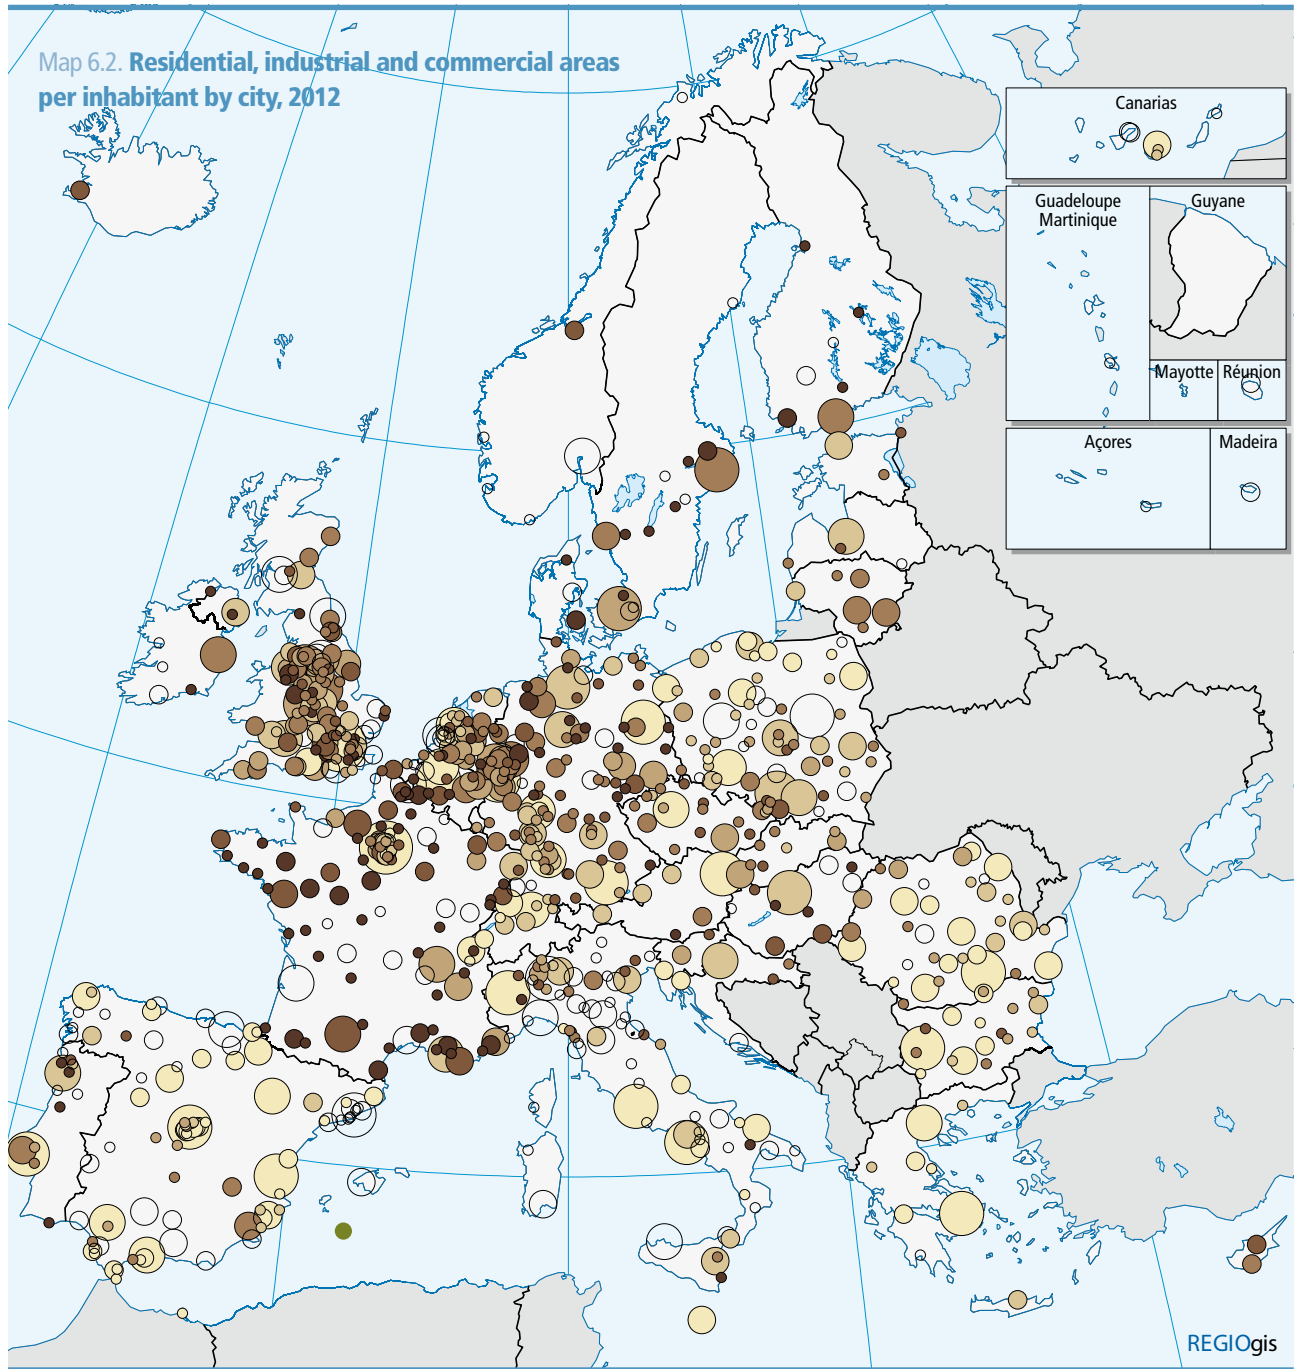 Map 6.2. Residential, industrial and commercial areas
per inhabitant by city, 2012
Canarias
Guadeloupe
Martinique
Guyane
Mayotte
Réunion
Açores
Madeira
REGIOgis